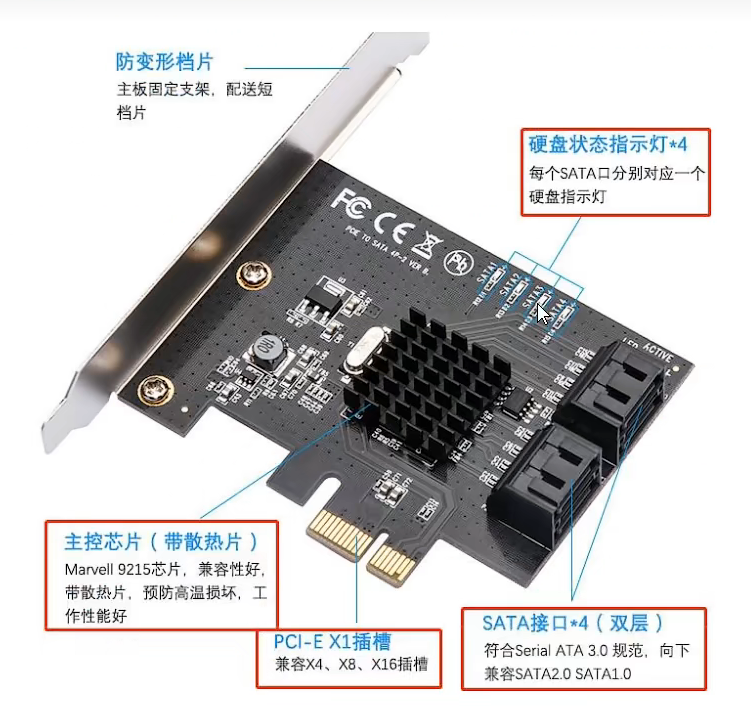 防变形档片
主板固定支架，配送短
档片
硬盘状态指示灯*4
每个SATA口分别对应一个
硬盘指示灯
FC CE Pb
PCIE TO SATA 4P-2 VER
SATA1
SATA2
SATA3
SATA4
ACTIVE
主控芯片（带散热片）
Marvell 9215芯片，兼容性好，
带散热片，预防高温损坏，工
作性能好
PCI-E X1插槽
兼容X4、X8、X16插槽
SATA接口*4（双层）
符合Serial ATA 3.0 规范，向下
兼容SATA2.0 SATA1.0